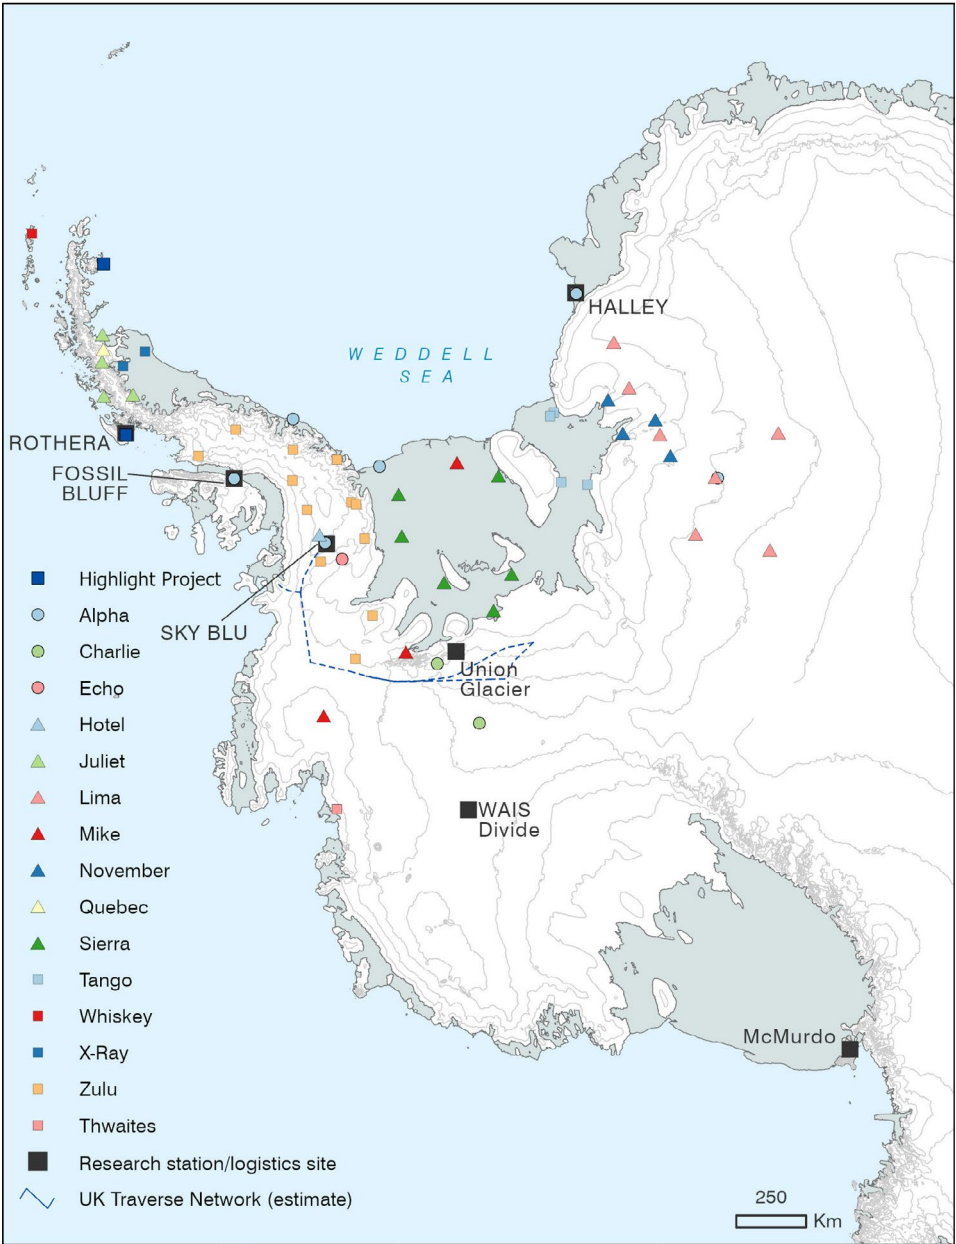 HALLEY
WEDDELL
SEA
ROTHERA
FOSSIL
BLUFF
SKY BLU
Union
Glacier
WAIS
Divide
McMurdo
Highlight Project
Alpha
Charlie
Echo
Hotel
Juliet
Lima
Mike
November
Quebec
Sierra
Tango
Whiskey
X-Ray
Zulu
Thwaites
Research station/logistics site
UK Traverse Network (estimate)
250
Km